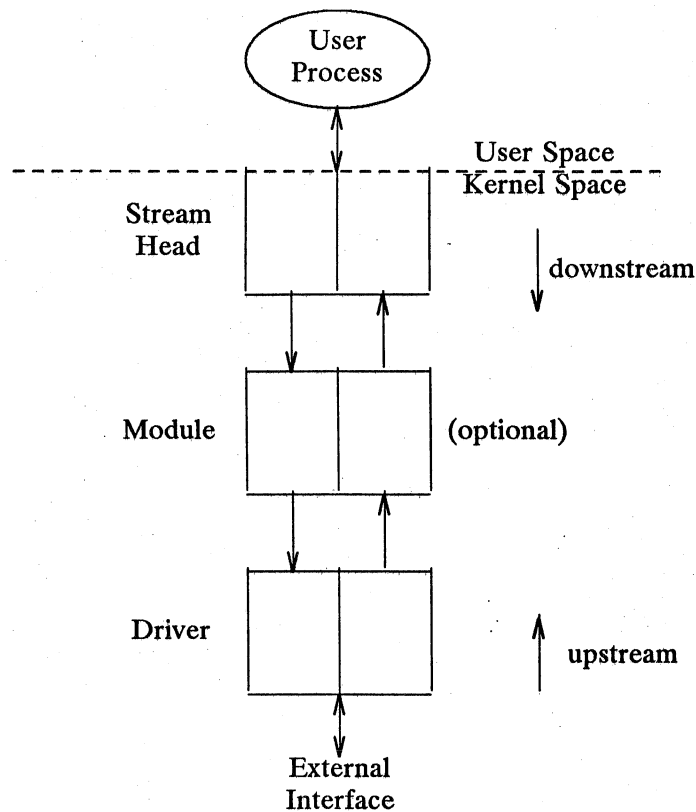 User
Process
User Space
Kernel Space
Stream
Head
downstream
Module
(optional)
Driver
upstream
External
Interface